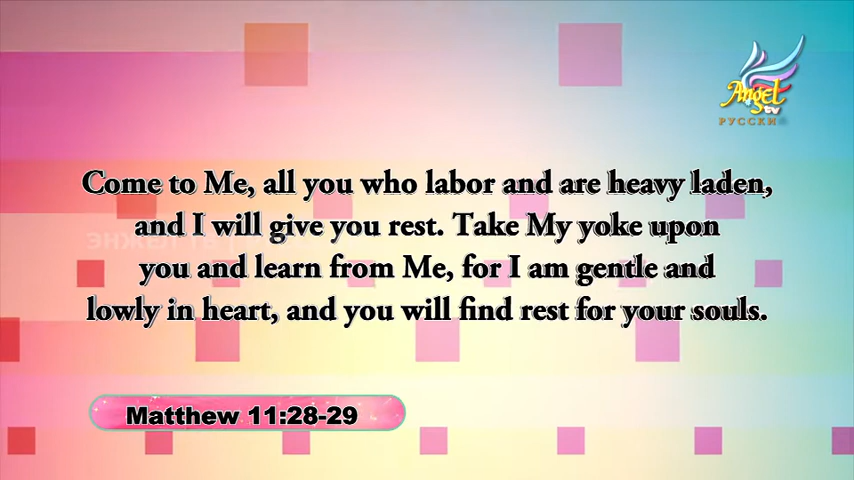 Angel
tv
РУССКИЙ
Come to Me, all you who labor and are heavy laden,
and I will give you rest. Take My yoke upon
you and learn from Me, for I am gentle and
lowly in heart, and you will find rest for your souls.
Matthew 11:28-29